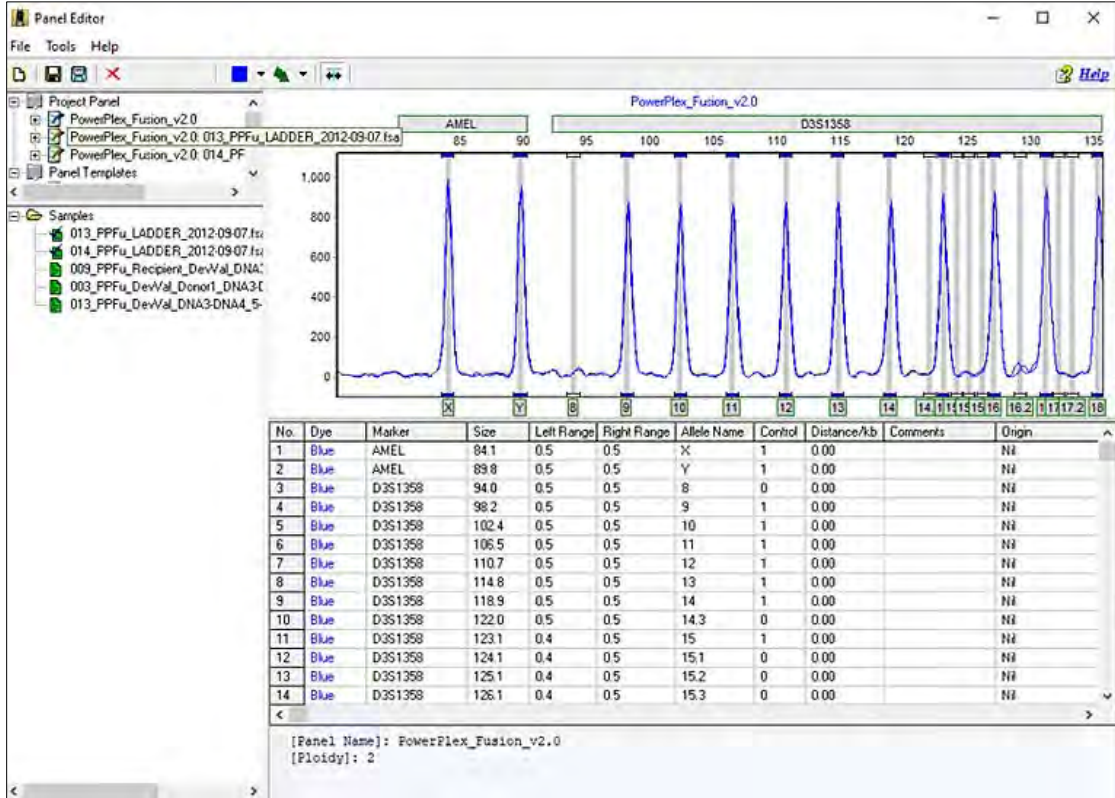 Panel Editor
File Tools Help
Help
Project Panel
PowerPlex_Fusion_v2.0
PowerPlex_Fusion_v2.0: 013_PPFu_LADDER_2012-09-07.fsa
PowerPlex_Fusion_v2.0: 014_PF
Panel Templates
Samples
013_PPFu_LADDER_2012-09-07.fsa
014_PPFu_LADDER_2012-09-07.fsa
009_PPFu_Recipient_DevVal_DNA
003_PPFu_DevVal_Donor1_DNA3-D
013_PPFu_DevVal_DNA3-DNA4_5-
PowerPlex_Fusion_v2.0
AMEL D3S1358
85 90 95 100 105 110 115 120 125 130 135
1,000
800
600
400
200
0
X Y 8 9 10 11 12 13 14 14. 16 16.2 17.2 18
No. Dye Marker Size Left Range Right Range Allele Name Control Distance/kb Comments Origin
1 Blue AMEL 84.1 0.5 0.5 X 1 0.00 Nil
2 Blue AMEL 89.8 0.5 0.5 Y 1 0.00 Nil
3 Blue D3S1358 94.0 0.5 0.5 8 0 0.00 Nil
4 Blue D3S1358 98.2 0.5 0.5 9 1 0.00 Nil
5 Blue D3S1358 102.4 0.5 0.5 10 1 0.00 Nil
6 Blue D3S1358 106.5 0.5 0.5 11 1 0.00 Nil
7 Blue D3S1358 110.7 0.5 0.5 12 1 0.00 Nil
8 Blue D3S1358 114.8 0.5 0.5 13 1 0.00 Nil
9 Blue D3S1358 118.9 0.5 0.5 14 1 0.00 Nil
10 Blue D3S1358 122.0 0.5 0.5 14.3 0 0.00 Nil
11 Blue D3S1358 123.1 0.4 0.5 15 1 0.00 Nil
12 Blue D3S1358 124.1 0.4 0.5 15.1 0 0.00 Nil
13 Blue D3S1358 125.1 0.4 0.5 15.2 0 0.00 Nil
14 Blue D3S1358 126.1 0.4 0.5 15.3 0 0.00 Nil
[Panel Name]: PowerPlex_Fusion_v2.0
[Ploidy]: 2